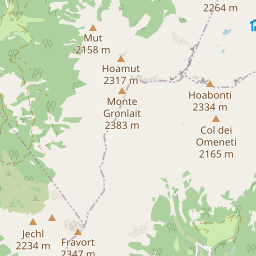 2264 m
Mut
2158 m
Hoamut
2317 m
Monte
Gronlait
2383 m
Hoabonti
2334 m
Col dei
Omeneti
2165 m
Jechl
2234 m
Fravort
2347 m